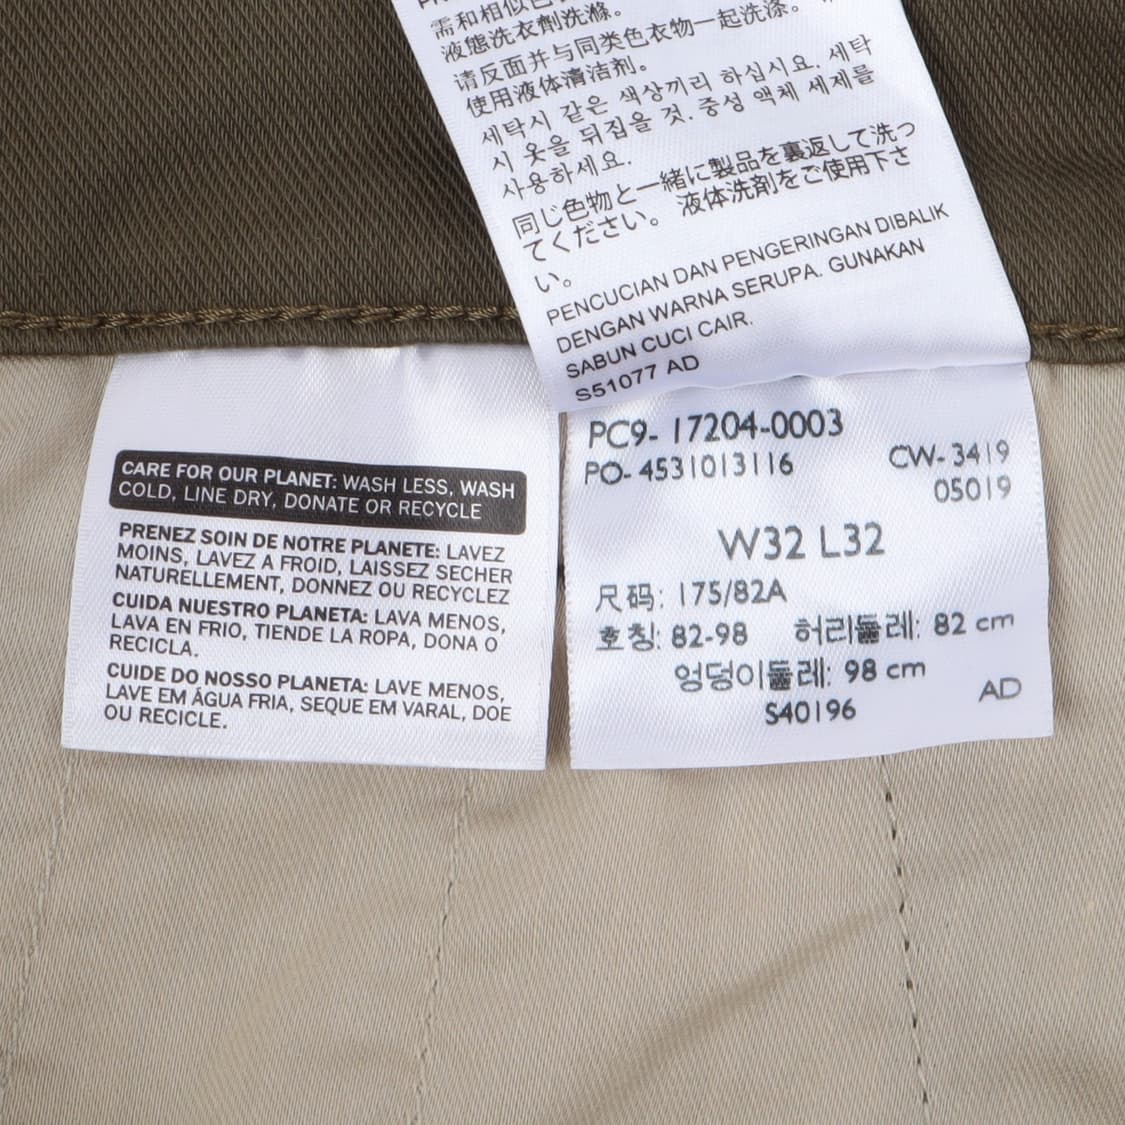 需和相似色
液態洗衣劑洗滌。
请反面并与同类色衣物一起洗涤。
使用液体清洁剂。
세탁시 같은 색상끼리 하십시요. 세탁
시 옷을 뒤집을 것. 중성 액체 세제를
사용하세요.
同じ色物と一緒に製品を裏返して洗っ
てください。 液体洗剤をご使用下さ
い。
PENCUCIAN DAN PENGERINGAN DIBALIK
DENGAN WARNA SERUPA. GUNAKAN
SABUN CUCI CAIR.
S51077 AD
CARE FOR OUR PLANET: WASH LESS, WASH
COLD, LINE DRY, DONATE OR RECYCLE
PRENEZ SOIN DE NOTRE PLANETE: LAVEZ
MOINS, LAVEZ A FROID, LAISSEZ SECHER
NATURELLEMENT, DONNEZ OU RECYCLEZ
CUIDA NUESTRO PLANETA: LAVA MENOS,
LAVA EN FRIO, TIENDE LA ROPA, DONA O
RECICLA.
CUIDE DO NOSSO PLANETA: LAVE MENOS,
LAVE EM ÁGUA FRIA, SEQUE EM VARAL, DOE
OU RECICLE.
PC9- 17204-0003
PO- 4531013116 CW- 3419
05019
W32 L32
尺码: 175/82A
호칭: 82-98 허리둘레: 82 cm
엉덩이둘레: 98 cm
S40196 AD